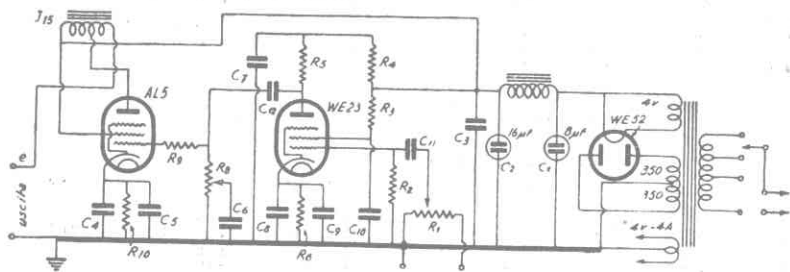 J15
AL5
R9
e
uscita
C4
R10
C5
R8
C6
C7
C12
R5
WE23
C8
R6
C9
C10
R4
R3
R2
C11
R1
C3
16μF
C2
8μF
C1
WE52
4v
350
350
4v-4A